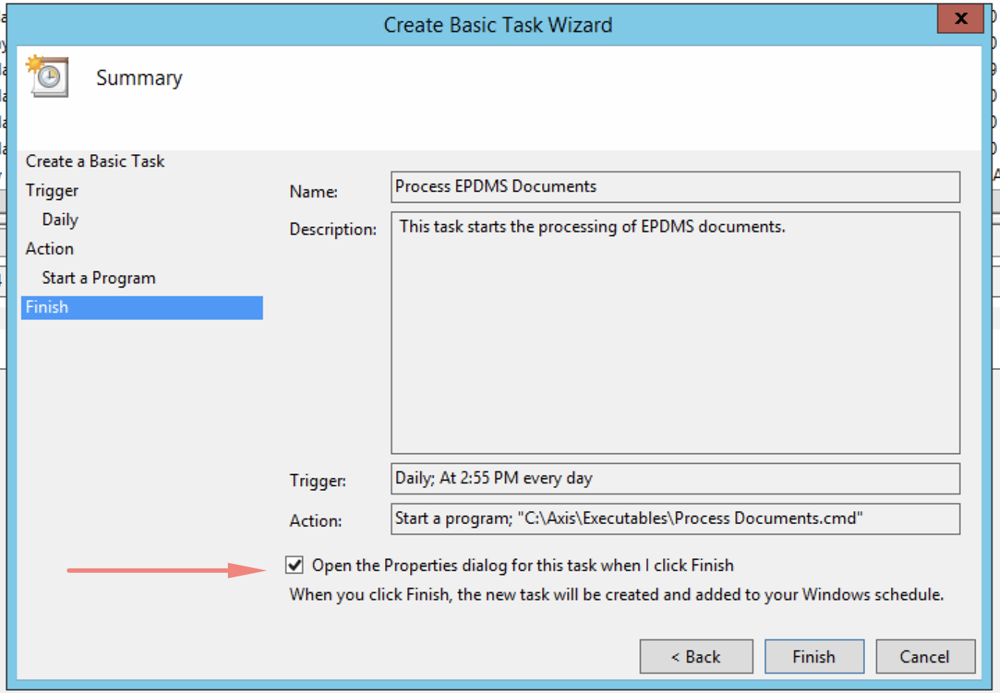 Create Basic Task Wizard
x
Summary
Create a Basic Task
Trigger
Daily
Action
Start a Program
Finish
Name:
Process EPDMS Documents
Description:
This task starts the processing of EPDMS documents.
Trigger:
Daily; At 2:55 PM every day
Action:
Start a program; "C:\Axis\Executables\Process Documents.cmd"
Open the Properties dialog for this task when I click Finish
When you click Finish, the new task will be created and added to your Windows schedule.
< Back
Finish
Cancel